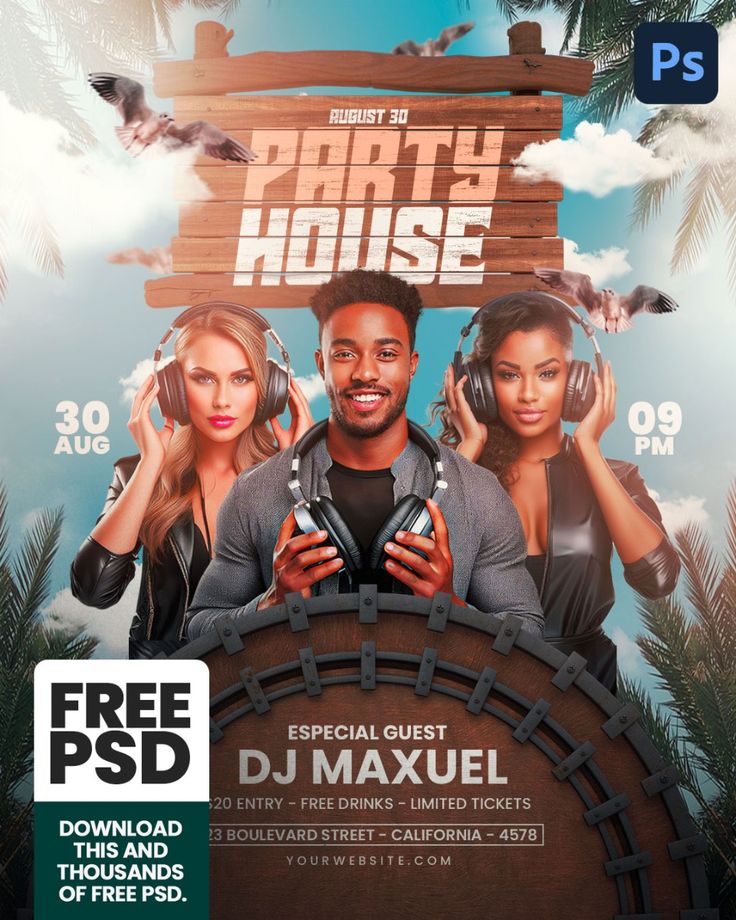 Ps
AUGUST 30
PARTY
HOUSE
30
AUG
09
PM
FREE
PSD
DOWNLOAD
THIS AND
THOUSANDS
OF FREE PSD.
ESPECIAL GUEST
DJ MAXUEL
$20 ENTRY - FREE DRINKS - LIMITED TICKETS
23 BOULEVARD STREET - CALIFORNIA - 4578
YOURWEBSITE.COM